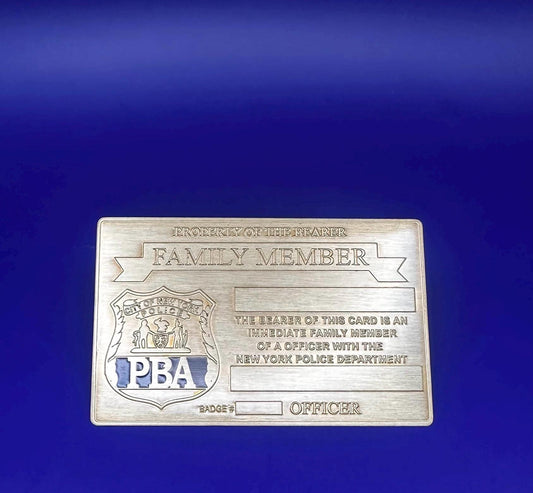 PROPERTY OF THE BEARER
FAMILY MEMBER
CITY OF NEW YORK
POLICE
PBA
THE BEARER OF THIS CARD IS AN
IMMEDIATE FAMILY MEMBER
OF A OFFICER WITH THE
NEW YORK POLICE DEPARTMENT
BADGE # OFFICER